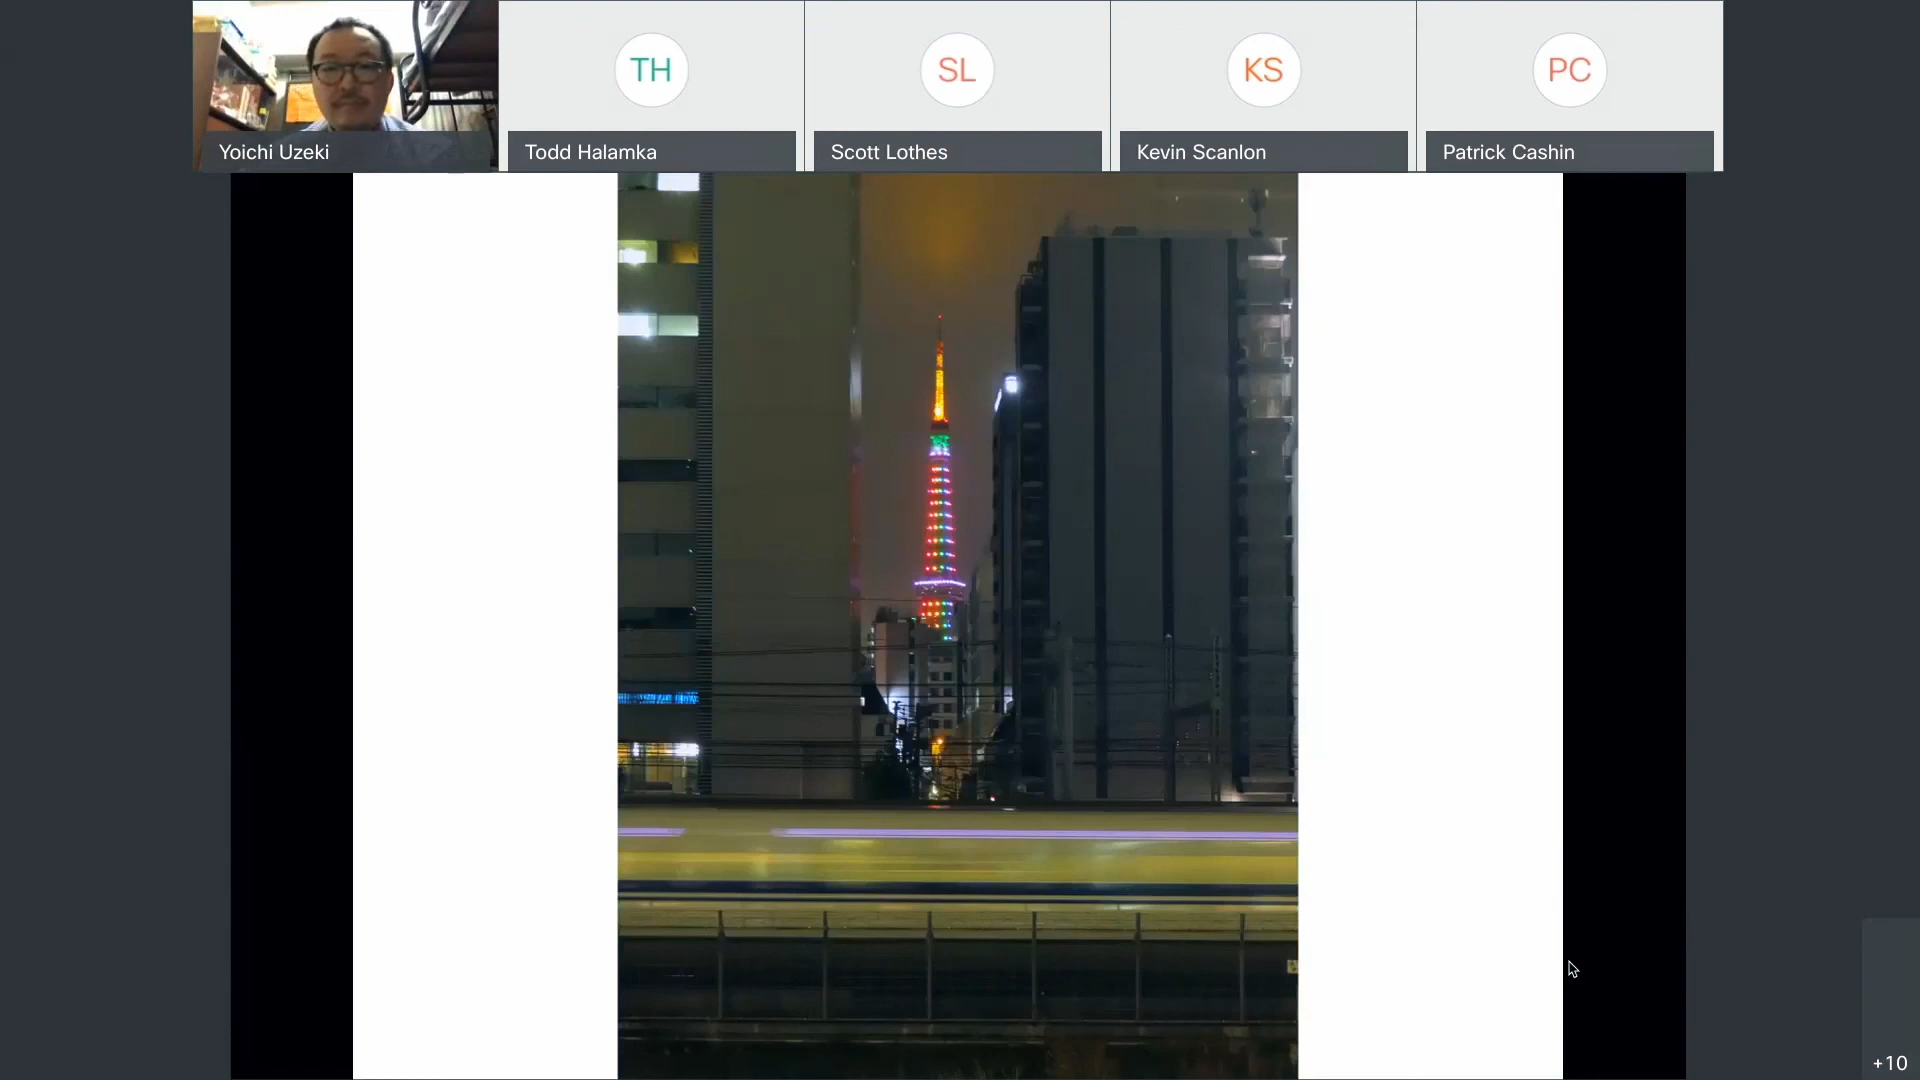 TH
SL
KS
PC
Yoichi Uzeki
Todd Halamka
Scott Lothes
Kevin Scanlon
Patrick Cashin
+10